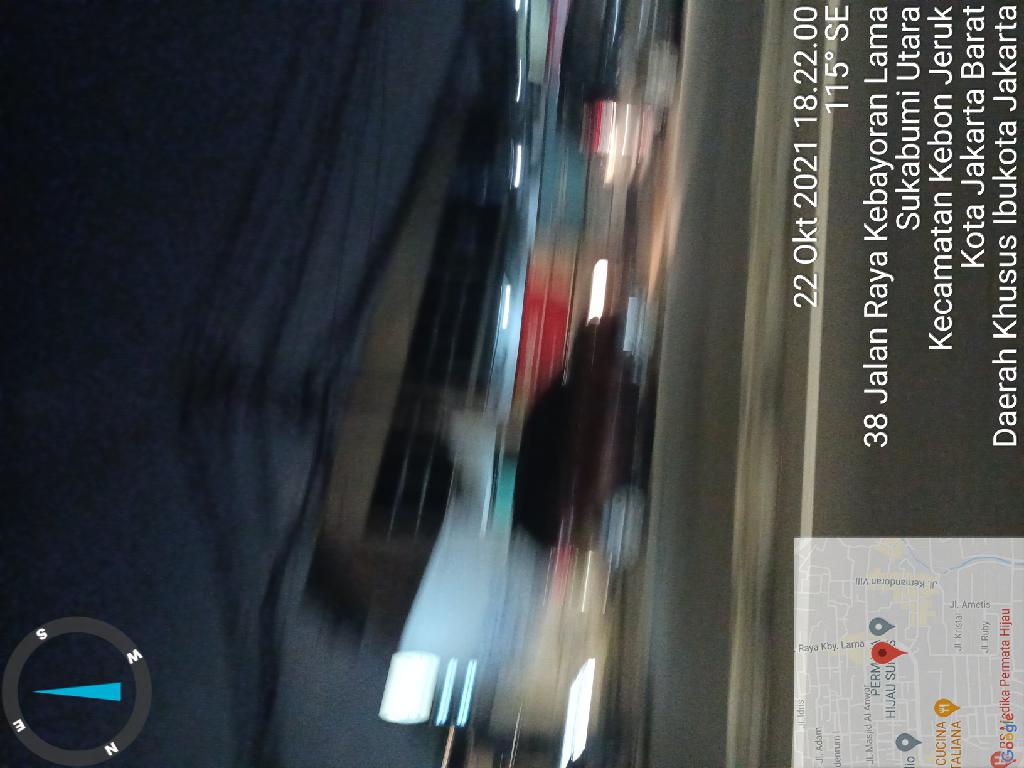 E
S
N
W
22 Okt 2021 18.22.00
115° SE
38 Jalan Raya Kebayoran Lama
Sukabumi Utara
Kecamatan Kebon Jeruk
Kota Jakarta Barat
Daerah Khusus Ibukota Jakarta
Jl. Idris
Jl. Adam
Raya Kby. Lama
Jl. Masjid Al Anwar
HIJAU
Jl. Kemandoran VIII
CUCINA
Jl. Kristal
Jl. Ametis
Jl. Ruby
Medika Permata Hijau
Google